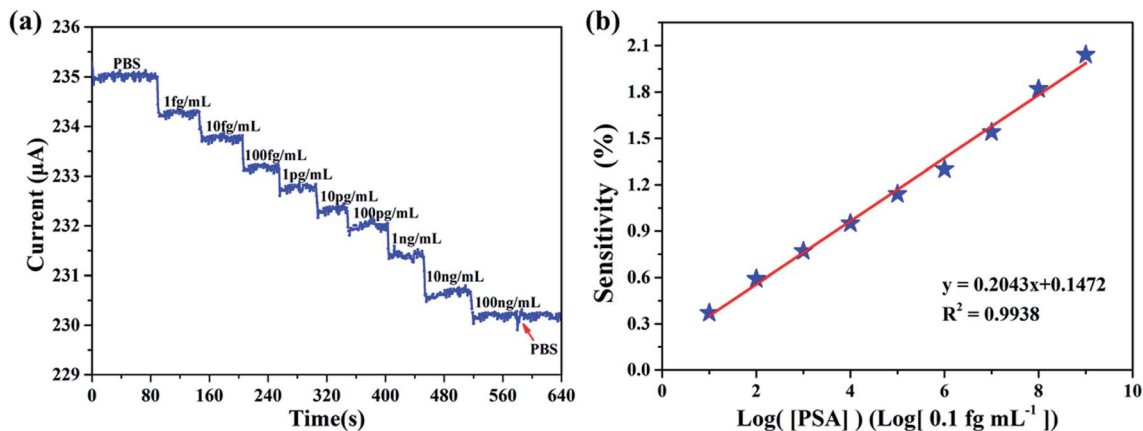 (a)
236
235
234
233
232
231
230
229
Current (μA)
PBS
1fg/mL
10fg/mL
100fg/mL
1pg/mL
10pg/mL
100pg/mL
1ng/mL
10ng/mL
100ng/mL
PBS
0 80 160 240 320 400 480 560 640
Time(s)
(b)
2.1
1.8
1.5
1.2
0.9
0.6
0.3
0.0
Sensitivity (%)
y = 0.2043x+0.1472
R² = 0.9938
0 2 4 6 8 10
Log( [PSA] ) (Log[ 0.1 fg mL⁻¹ ])